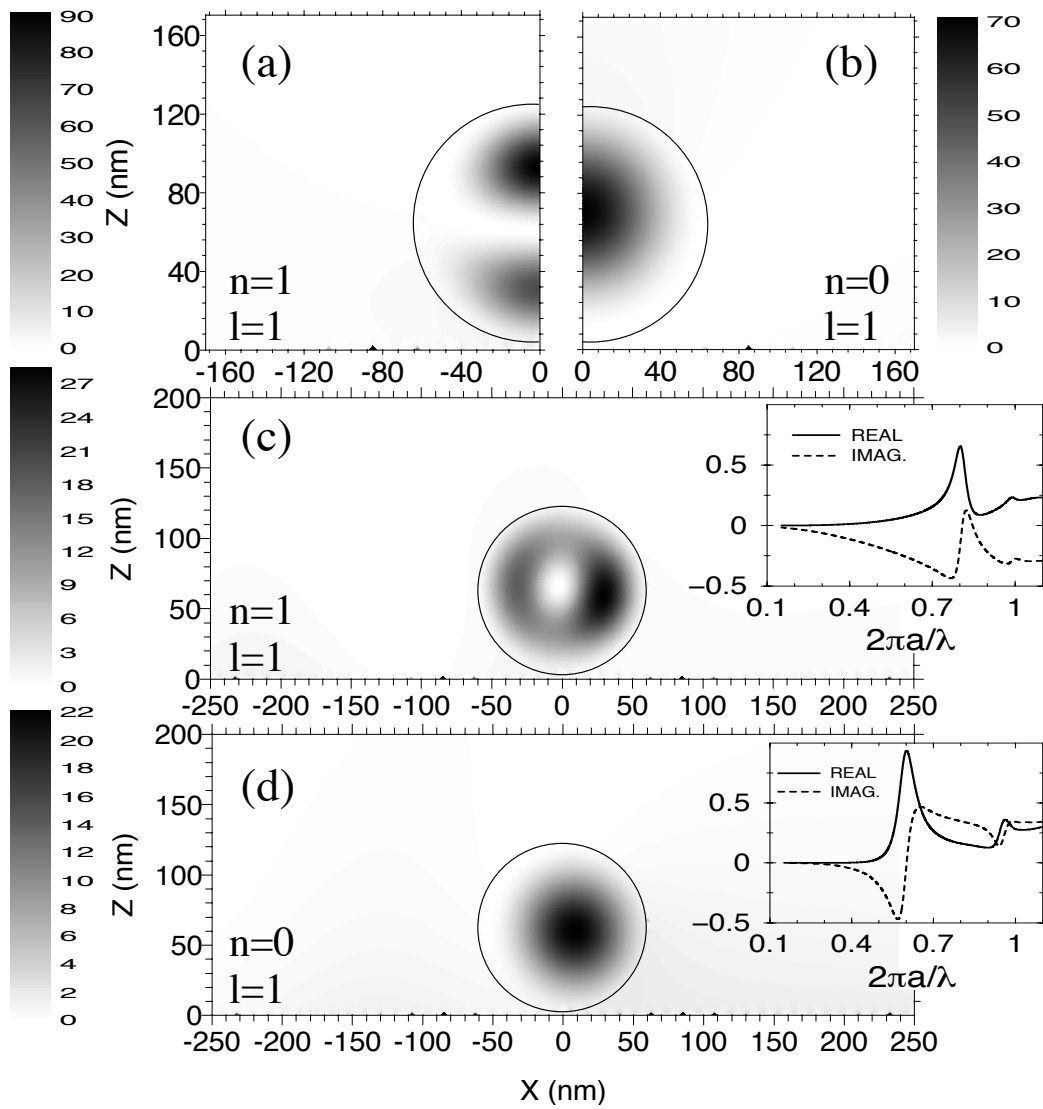 90
80
70
60
50
40
30
20
10
0
Z (nm)
160
120
80
40
0
(a)
n=1
l=1
-160 -120 -80 -40 0
(b)
n=0
l=1
0 40 80 120 160
70
60
50
40
30
20
10
0
27
24
21
18
15
12
9
6
3
0
Z (nm)
200
150
100
50
0
(c)
n=1
l=1
-250 -200 -150 -100 -50 0 50 100 150 200 250
REAL
IMAG.
0.5
0
−0.5
0.1 0.4 0.7 1
2πa/λ
22
20
18
16
14
12
10
8
6
4
2
0
Z (nm)
200
150
100
50
0
(d)
n=0
l=1
-250 -200 -150 -100 -50 0 50 100 150 200 250
X (nm)
REAL
IMAG.
0.5
0
−0.5
0.1 0.4 0.7 1
2πa/λ